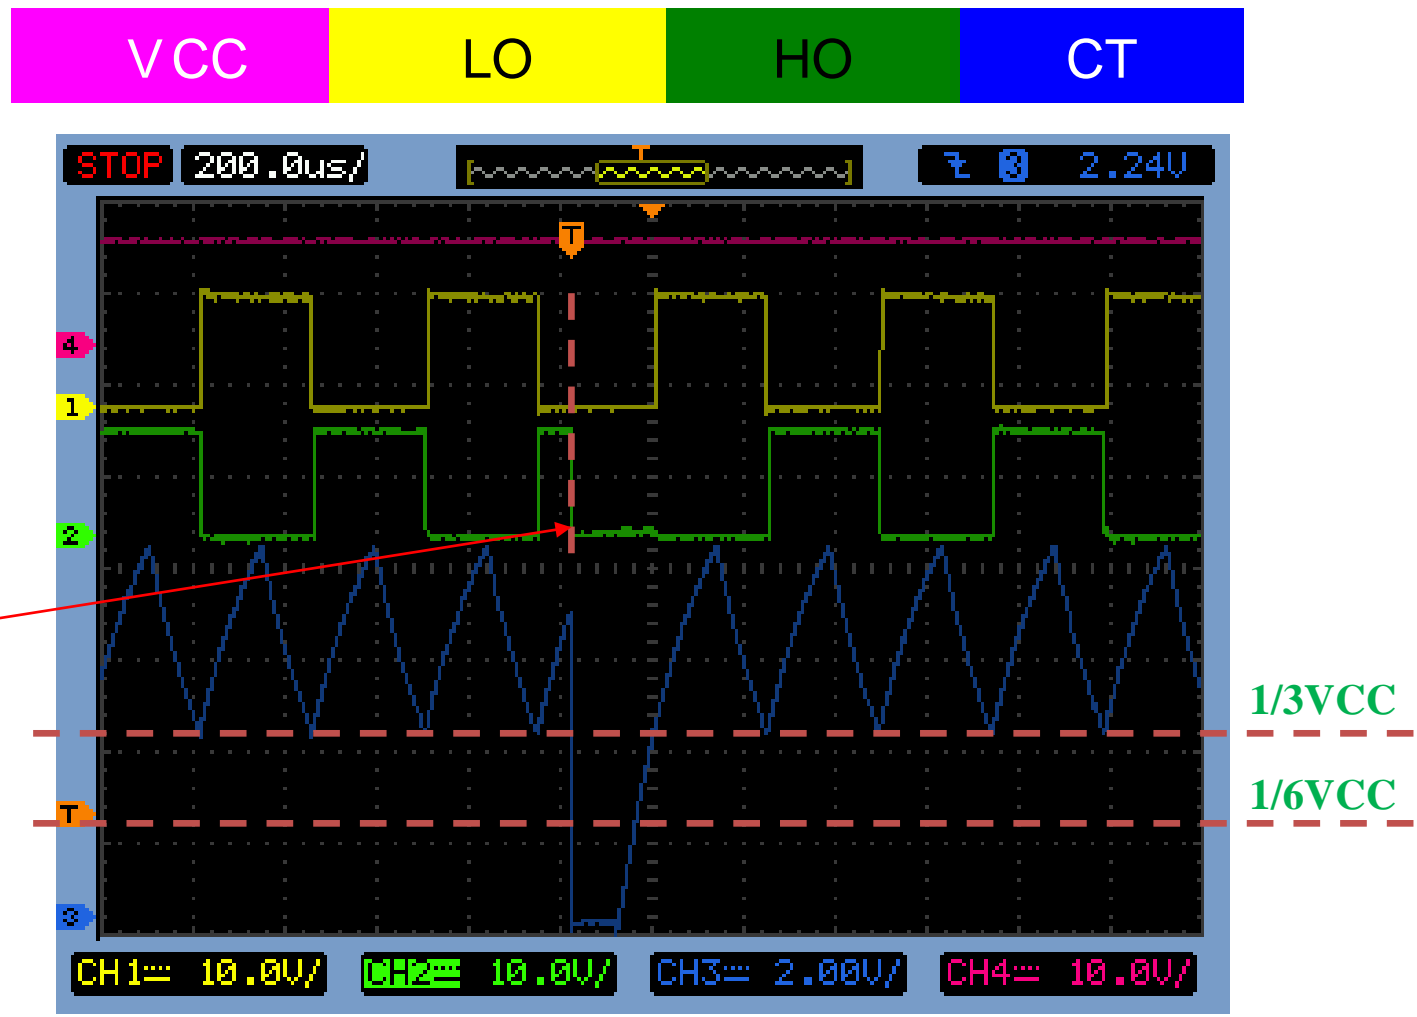 VCC LO HO CT
STOP 200.0us/ T 3 2.24V
T
4
1
2
1/3VCC
1/6VCC
T
3
CH1 10.0V/ CH2 10.0V/ CH3 2.00V/ CH4 10.0V/